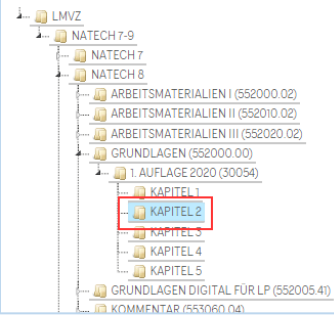 LMVZ
NATECH 7-9
NATECH 7
NATECH 8
ARBEITSMATERIALIEN I (552000.02)
ARBEITSMATERIALIEN II (552010.02)
ARBEITSMATERIALIEN III (552020.02)
GRUNDLAGEN (552000.00)
1. AUFLAGE 2020 (30054)
KAPITEL 1
KAPITEL 2
KAPITEL 3
KAPITEL 4
KAPITEL 5
GRUNDLAGEN DIGITAL FÜR LP (552005.41)
KOMMENTAR (553060.04)